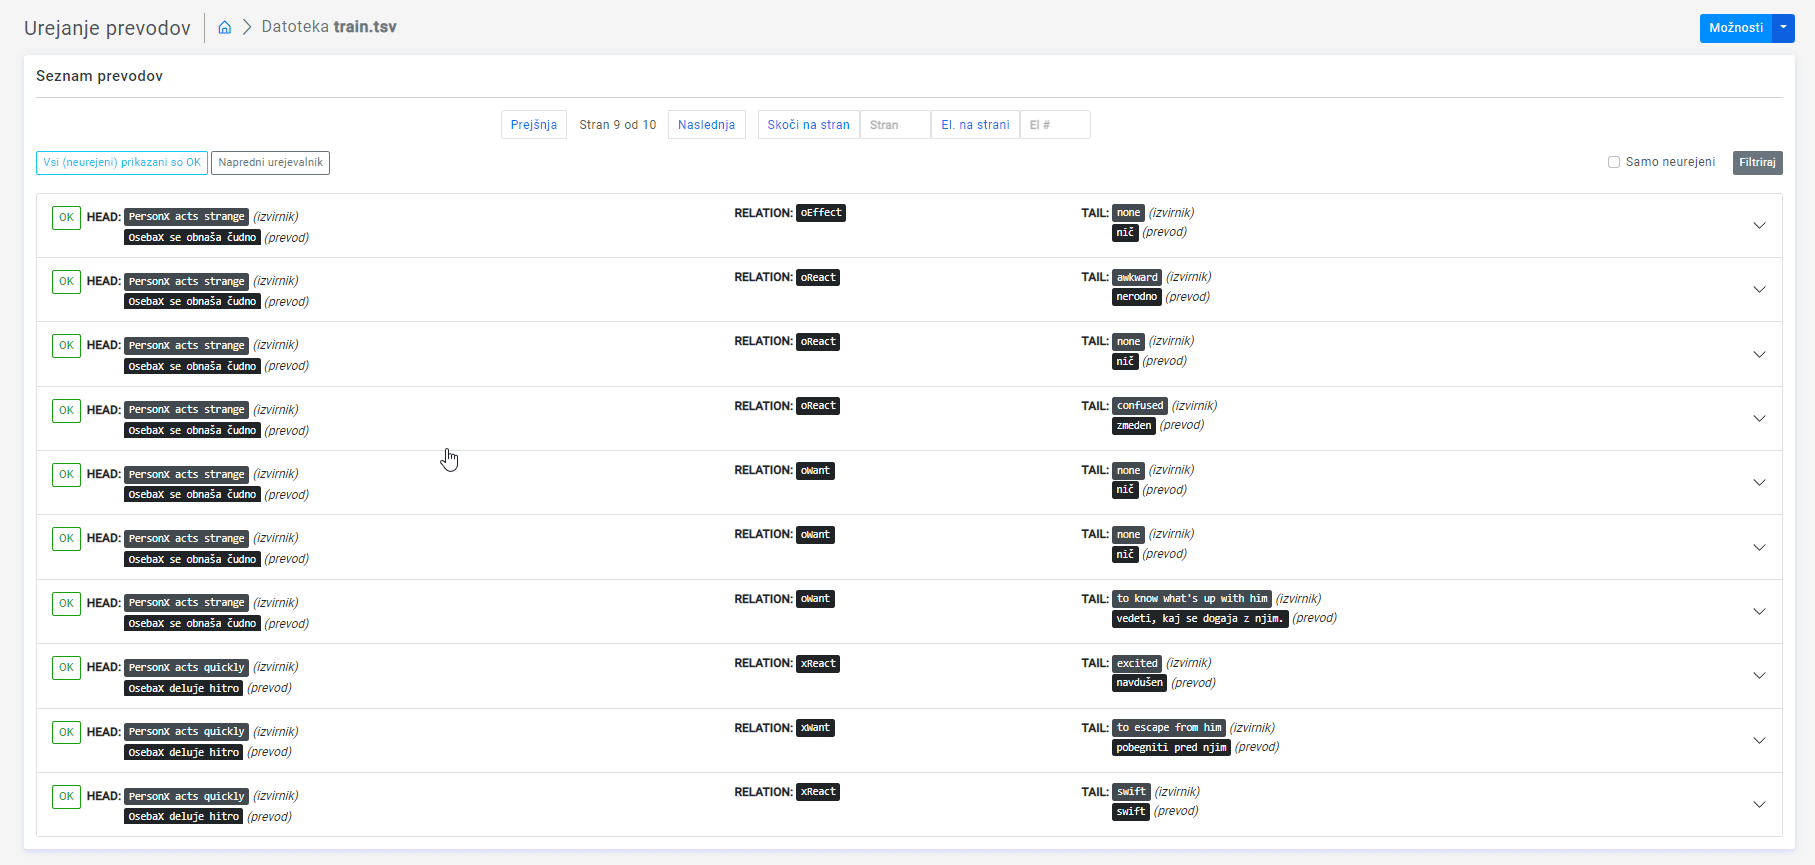 Urejanje prevodov Datoteka train.tsv Možnosti
Seznam prevodov
Prejšnja Stran 9 od 10 Naslednja Skoči na stran Stran El. na strani El #
Vsi (neurejeni) prikazani so OK Napredni urejevalnik Samo neurejeni Filtriraj
OK HEAD: PersonX acts strange (izvirnik) RELATION: oEffect TAIL: none (izvirnik)
OsebaX se obnaša čudno (prevod) nič (prevod)
OK HEAD: PersonX acts strange (izvirnik) RELATION: oReact TAIL: awkward (izvirnik)
OsebaX se obnaša čudno (prevod) nerodno (prevod)
OK HEAD: PersonX acts strange (izvirnik) RELATION: oReact TAIL: none (izvirnik)
OsebaX se obnaša čudno (prevod) nič (prevod)
OK HEAD: PersonX acts strange (izvirnik) RELATION: oReact TAIL: confused (izvirnik)
OsebaX se obnaša čudno (prevod) zmeden (prevod)
OK HEAD: PersonX acts strange (izvirnik) RELATION: oWant TAIL: none (izvirnik)
OsebaX se obnaša čudno (prevod) nič (prevod)
OK HEAD: PersonX acts strange (izvirnik) RELATION: oWant TAIL: none (izvirnik)
OsebaX se obnaša čudno (prevod) nič (prevod)
OK HEAD: PersonX acts strange (izvirnik) RELATION: oWant TAIL: to know what's up with him (izvirnik)
OsebaX se obnaša čudno (prevod) vedeti, kaj se dogaja z njim. (prevod)
OK HEAD: PersonX acts quickly (izvirnik) RELATION: xReact TAIL: excited (izvirnik)
OsebaX deluje hitro (prevod) navdušen (prevod)
OK HEAD: PersonX acts quickly (izvirnik) RELATION: xWant TAIL: to escape from him (izvirnik)
OsebaX deluje hitro (prevod) pobegniti pred njim (prevod)
OK HEAD: PersonX acts quickly (izvirnik) RELATION: xReact TAIL: swift (izvirnik)
OsebaX deluje hitro (prevod) swift (prevod)